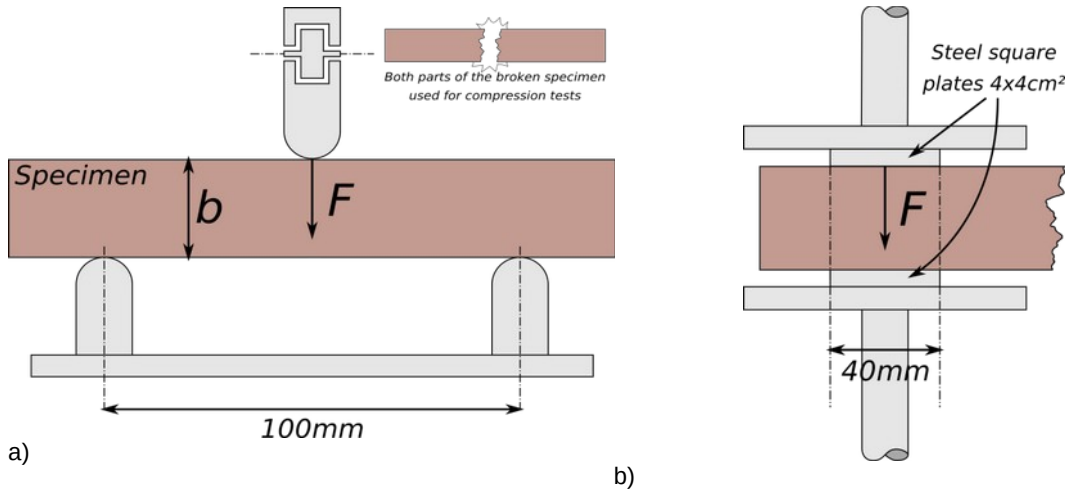 Both parts of the broken specimen
used for compression tests
Specimen
b
F
100mm
a)
Steel square
plates 4x4cm²
F
40mm
b)